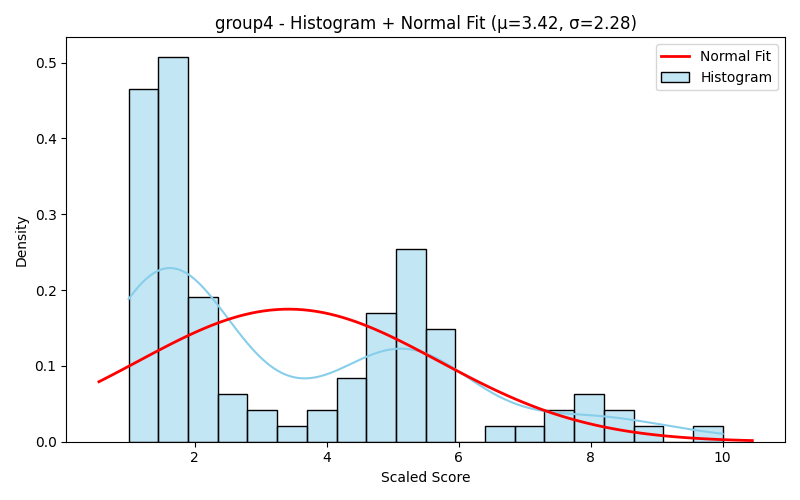 group4 - Histogram + Normal Fit (μ=3.42, σ=2.28)
Normal Fit
Histogram
Density
0.5
0.4
0.3
0.2
0.1
0.0
2 4 6 8 10
Scaled Score